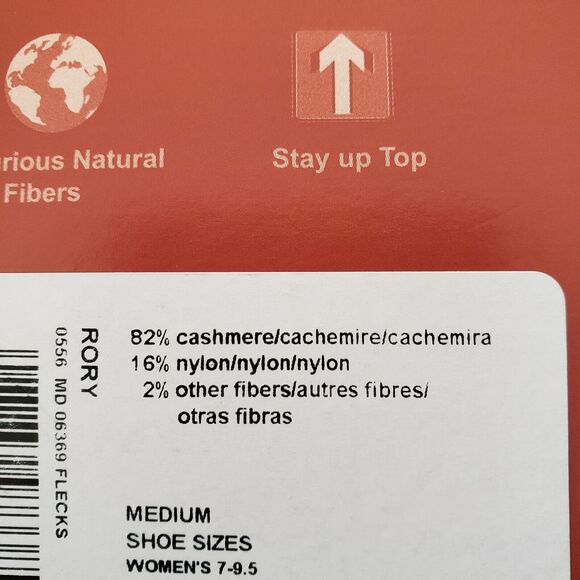 urious Natural
Fibers
Stay up Top
82% cashmere/cachemire/cachemira
16% nylon/nylon/nylon
2% other fibers/autres fibres/
otras fibras
RORY
0556 MD 06369 FLECKS
MEDIUM
SHOE SIZES
WOMEN'S 7-9.5